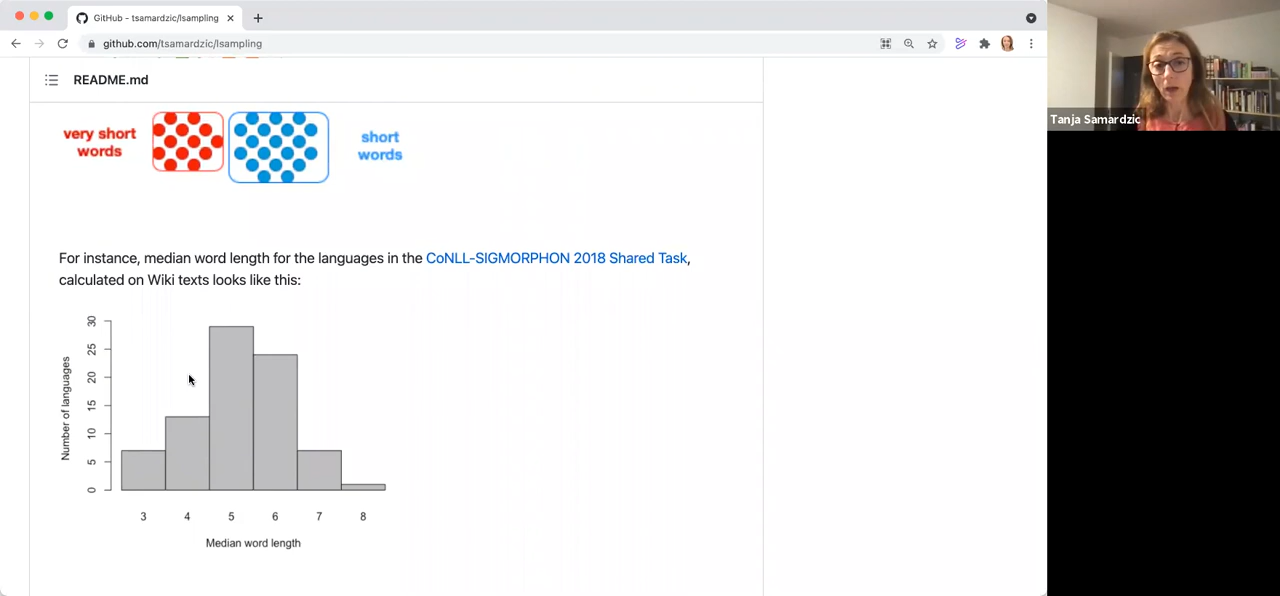 GitHub - tsamardzic/lsampling
github.com/tsamardzic/lsampling
README.md
very short
words
short
words
For instance, median word length for the languages in the CoNLL-SIGMORPHON 2018 Shared Task,
calculated on Wiki texts looks like this:
Number of languages
30
25
20
15
10
5
0
3 4 5 6 7 8
Median word length
Tanja Samardzic